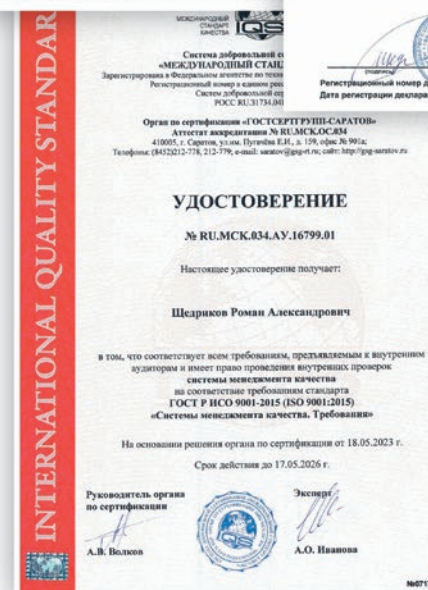 INTERNATIONAL QUALITY STANDAR
МЕЖДУНАРОДНЫЙ
СТАНДАРТ
КАЧЕСТВА
IQS
Система добровольной
«МЕЖДУНАРОДНЫЙ СТАНД
Зарегистрирована в Федеральном агентстве по
Регистрационный номер в едином
Систем добровольной
РОСС RU.31734.04
Орган по сертификации «ГОСТСЕРТГРУПП-САРАТОВ»
Аттестат аккредитации № RU.МСК.ОС.034
410005, г. Саратов, ул.им. Пугачёва Е.И., д. 159, офис № 901а;
Телефоны: (8452)212-778, 212-779, e-mail: saratov@gsg-rt.ru; сайт: http://gsg-saratov.ru
УДОСТОВЕРЕНИЕ
№ RU.МСК.034.АУ.16799.01
Настоящее удостоверение получает:
Щедриков Роман Александрович
в том, что соответствует всем требованиям, предъявляемым к внутренним
аудиторам и имеет право проведения внутренних проверок
системы менеджмента качества
на соответствие требованиям стандарта
ГОСТ Р ИСО 9001-2015 (ISO 9001:2015)
«Системы менеджмента качества. Требования»
На основании решения органа по сертификации от 18.05.2023 г.
Срок действия до 17.05.2026 г.
Руководитель органа
по сертификации
Эксперт
IQS
А.В. Волков
А.О. Иванова
№071
(подпись)
Регистрационный номер д
Дата регистрации деклара